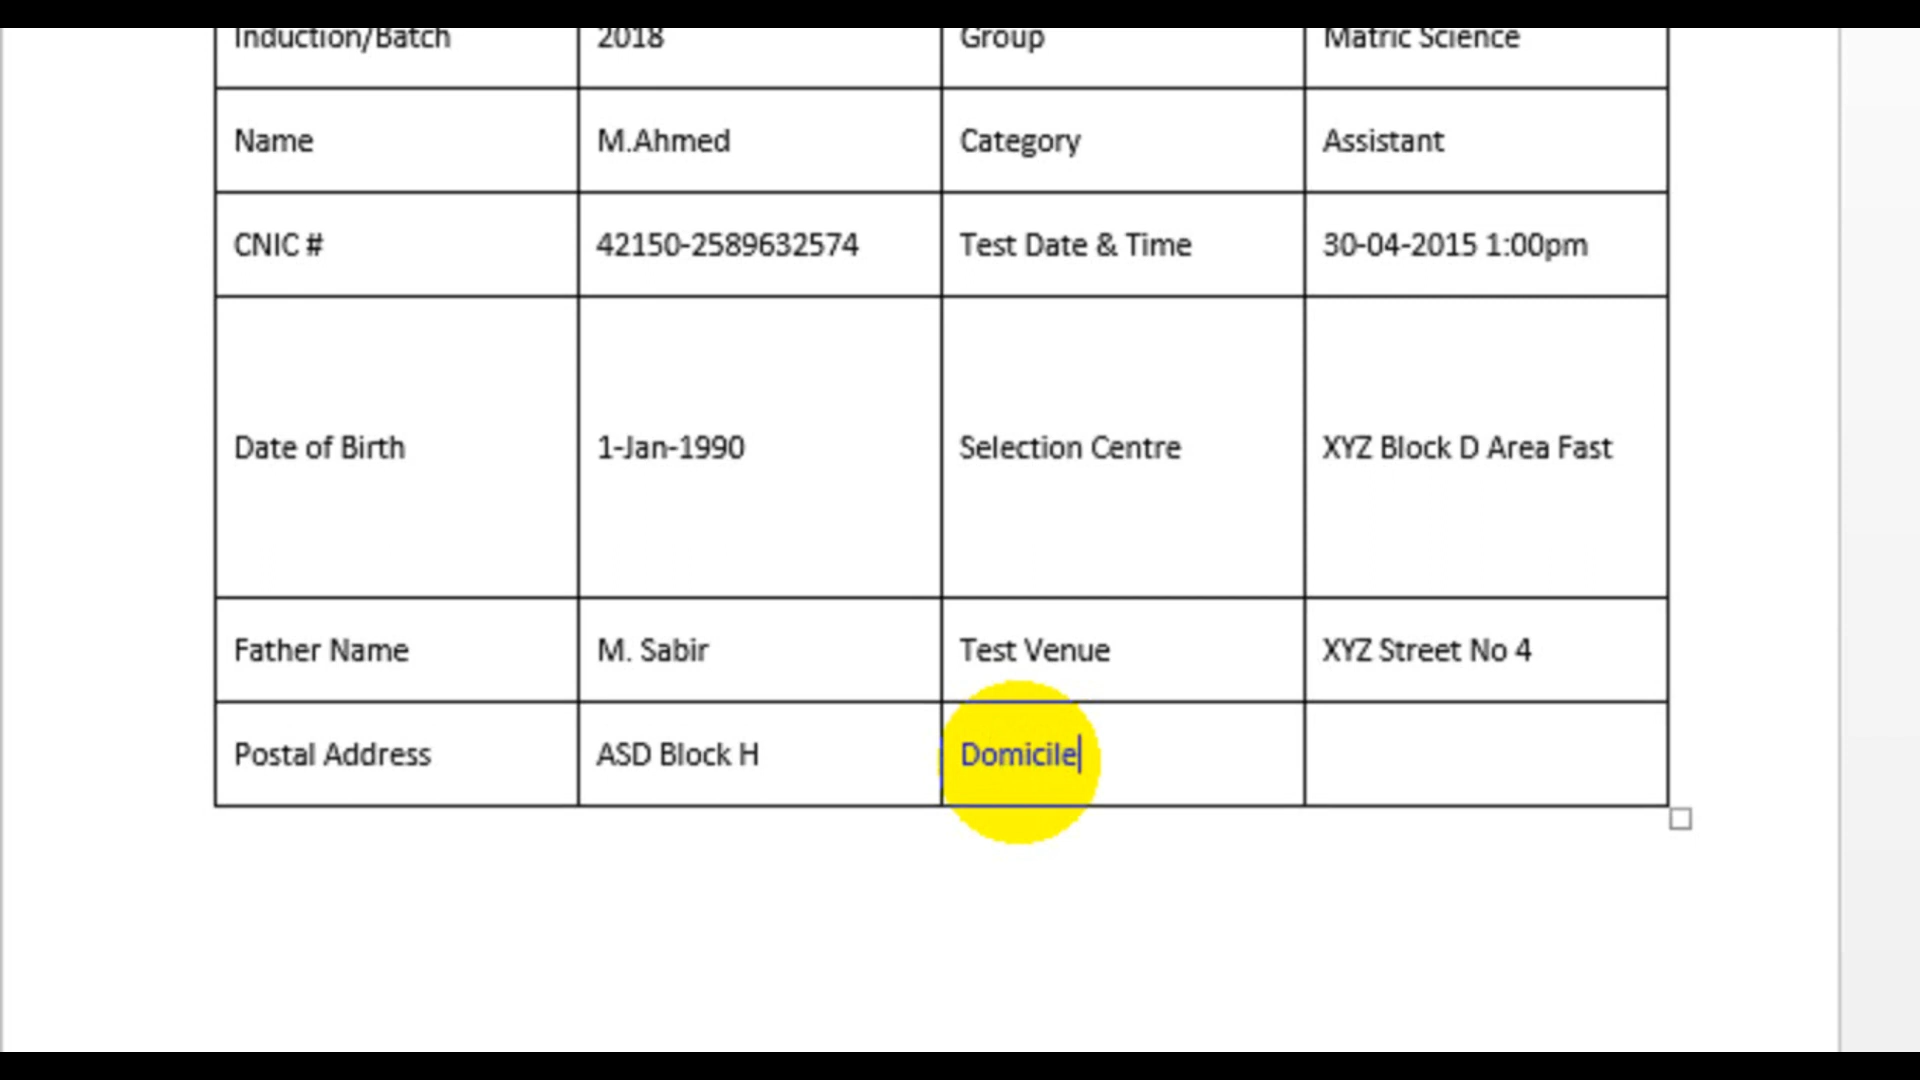 Induction/Batch 2018 Group Matric Science
Name M.Ahmed Category Assistant
CNIC # 42150-2589632574 Test Date & Time 30-04-2015 1:00pm
Date of Birth 1-Jan-1990 Selection Centre XYZ Block D Area Fast
Father Name M. Sabir Test Venue XYZ Street No 4
Postal Address ASD Block H Domicile